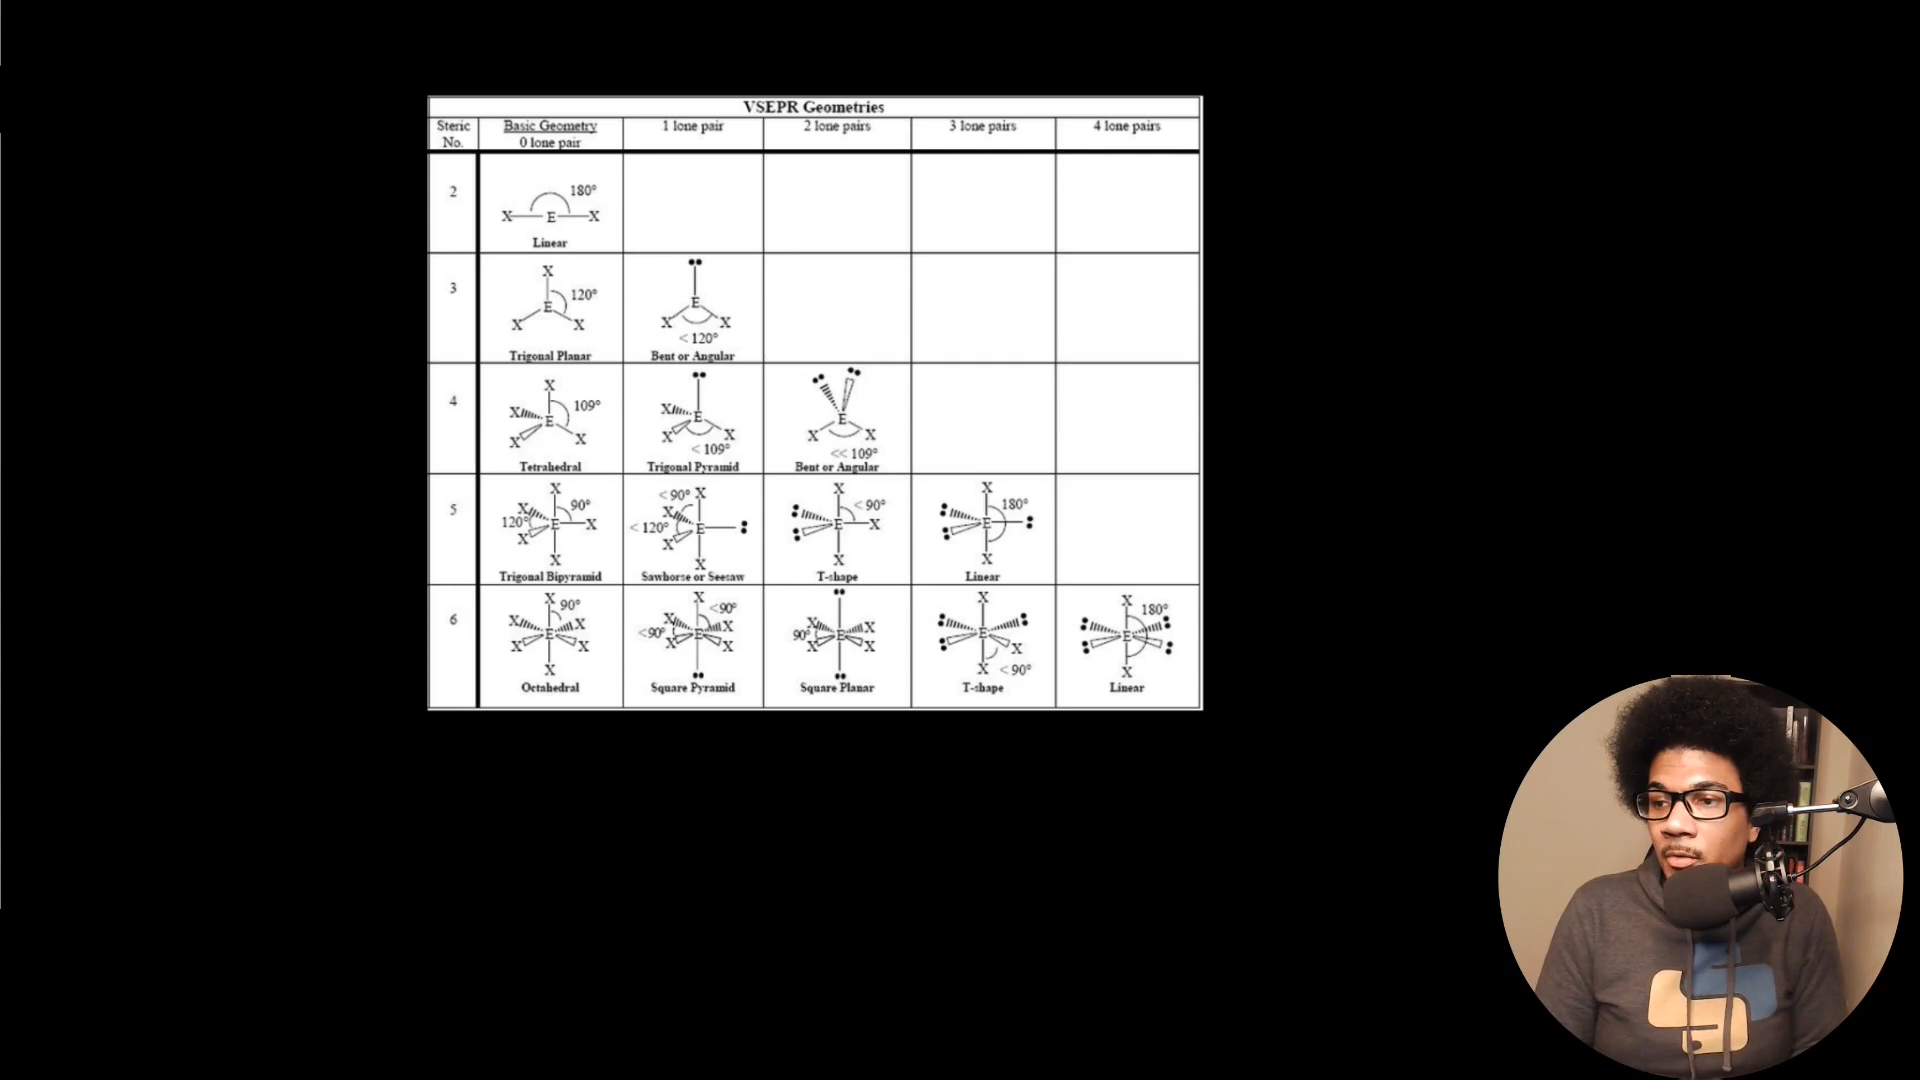 VSEPR Geometries
Steric No. Basic Geometry 0 lone pair 1 lone pair 2 lone pairs 3 lone pairs 4 lone pairs
2
180°
X E X
Linear
3
X
120°
E
X X
Trigonal Planar
E
X X
< 120°
Bent or Angular
4
X
109°
X E
X X
Tetrahedral
X E
X X
< 109°
Trigonal Pyramid
E
X X
<< 109°
Bent or Angular
5
X
90°
X
120° E X
X
X
Trigonal Bipyramid
< 90° X
X
< 120° E
X
X
Sawhorse or Seesaw
X
< 90°
E X
X
T-shape
X
180°
E
X
Linear
6
X
90°
X X
E
X X
X
Octahedral
X
<90°
X X
<90° E
X X
Square Pyramid
X X
90° E
X X
Square Planar
X
E
X
X < 90°
T-shape
X
180°
E
X
Linear